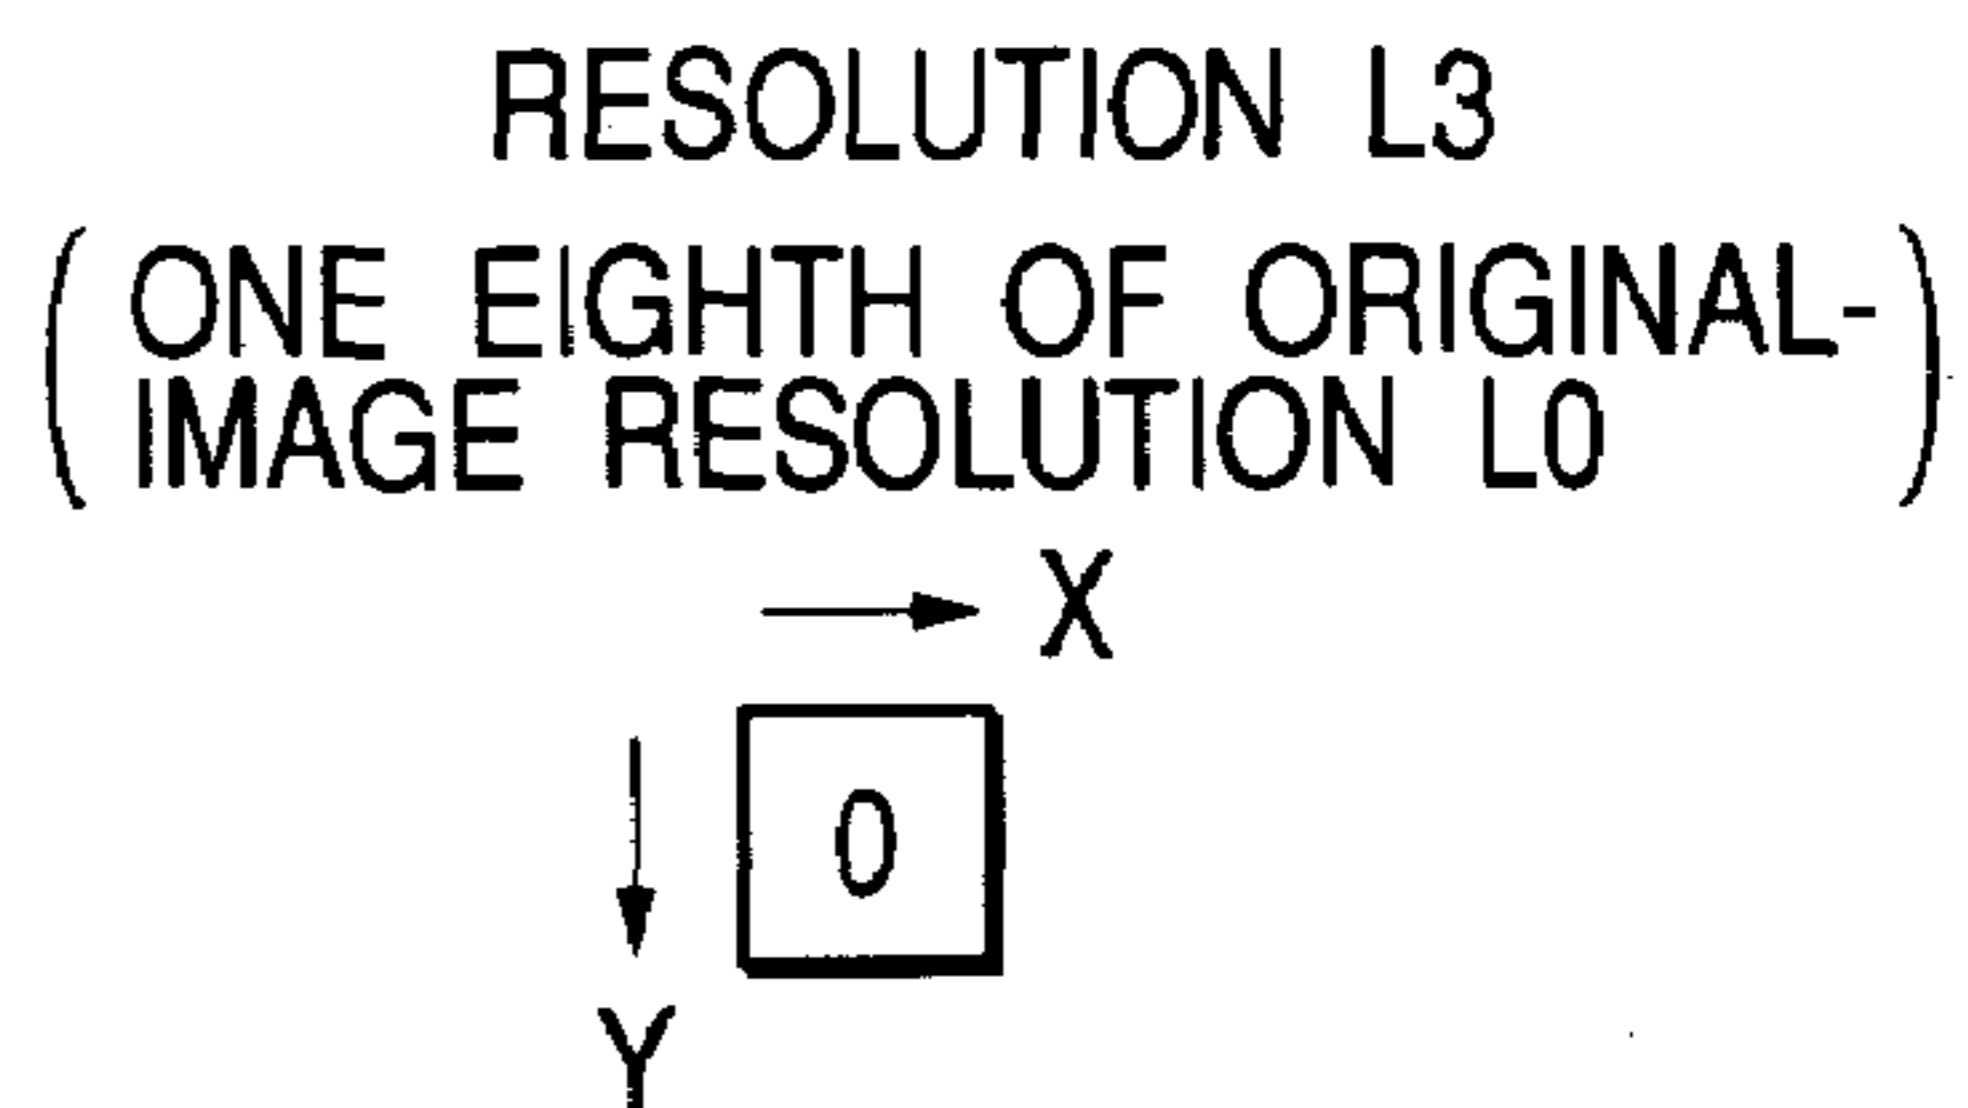 RESOLUTION L3
( ONE EIGHTH OF ORIGINAL-
IMAGE RESOLUTION L0 )
X
0
Y